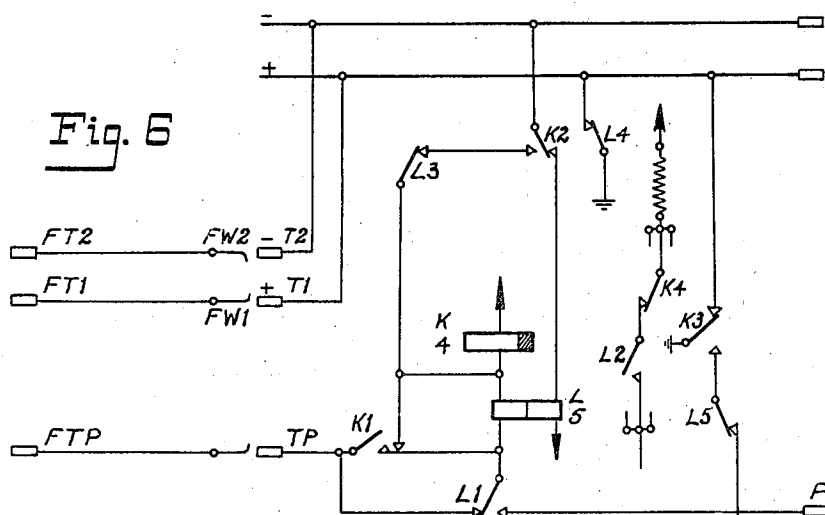 -
+
Fig. 6
K2
L4
L3
FT2 FW2 - T2
FT1 + T1
FW1
K4
K
4
K3
L2
L
5
L5
K1
FTP TP
L1
P